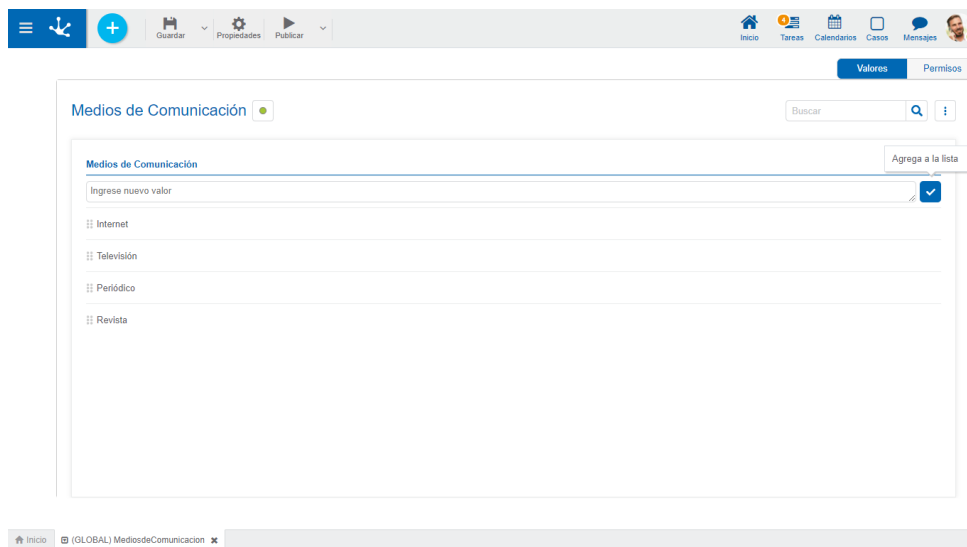 Guardar Propiedades Publicar Inicio 4 Tareas Calendarios Casos Mensajes
Valores Permisos
Medios de Comunicación Buscar
Agrega a la lista
Medios de Comunicación
Ingrese nuevo valor
Internet
Televisión
Periódico
Revista
Inicio (GLOBAL) MediosdeComunicacion